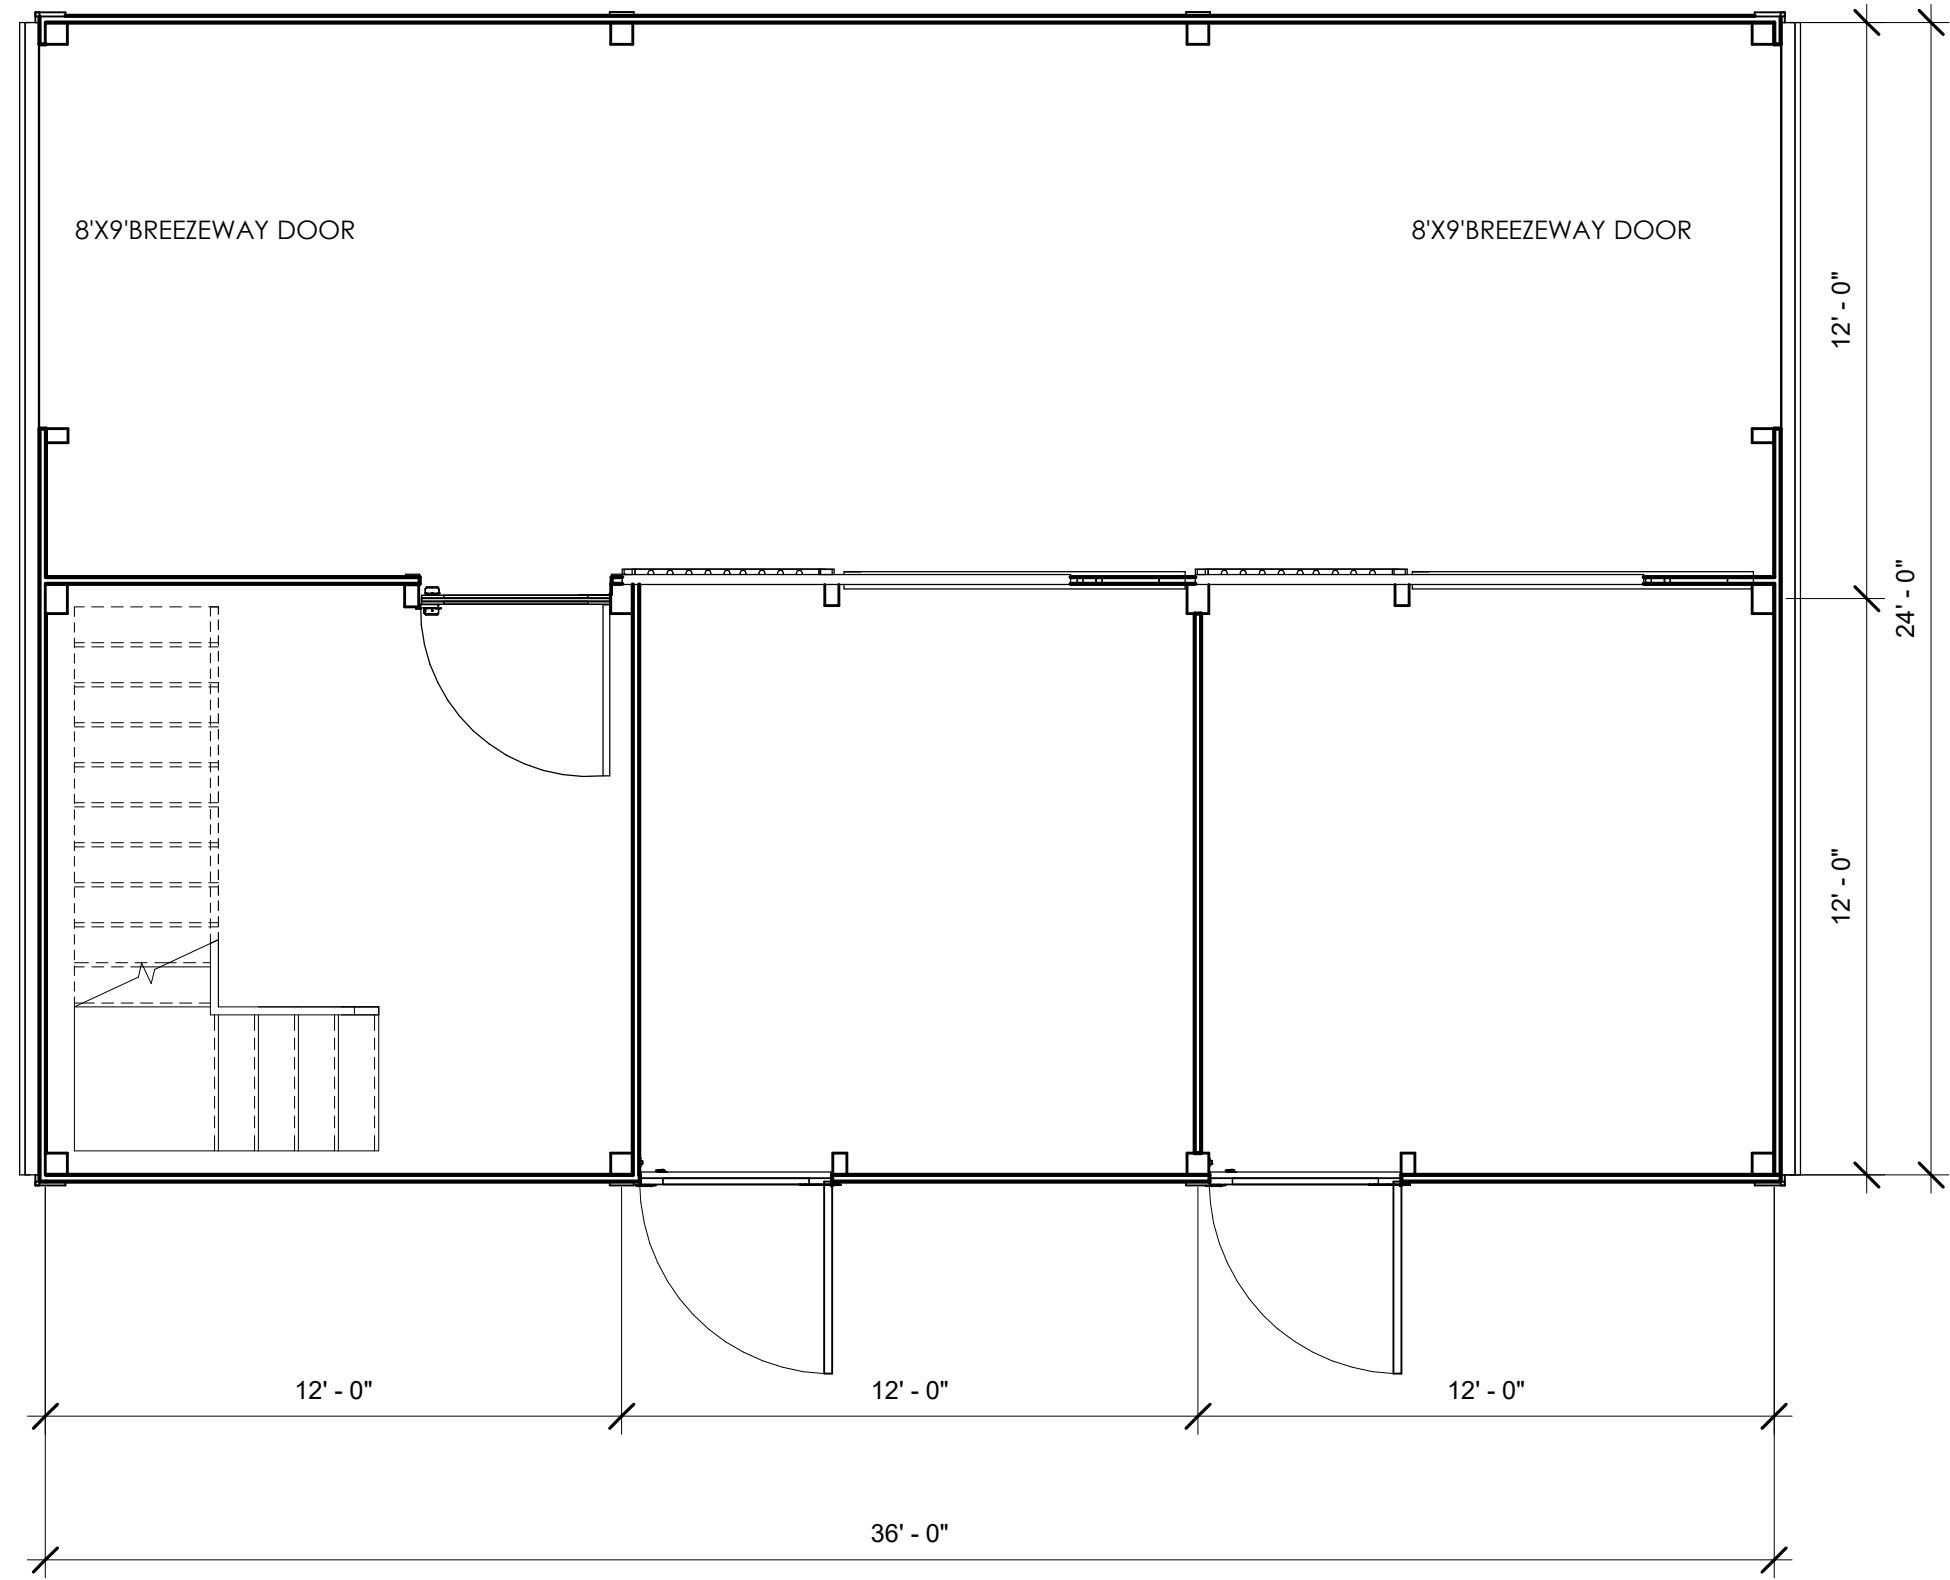 8'X9'BREEZEWAY DOOR
8'X9'BREEZEWAY DOOR
12' - 0"
24' - 0"
12' - 0"
12' - 0"
12' - 0"
12' - 0"
36' - 0"